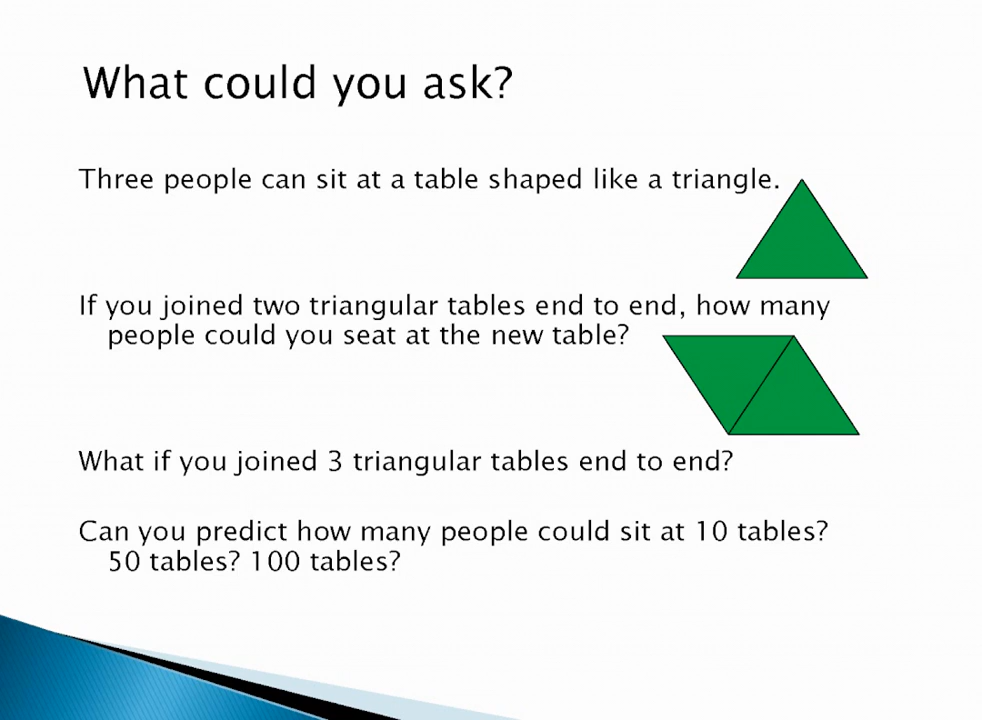 What could you ask?
Three people can sit at a table shaped like a triangle.
If you joined two triangular tables end to end, how many
people could you seat at the new table?
What if you joined 3 triangular tables end to end?
Can you predict how many people could sit at 10 tables?
50 tables? 100 tables?